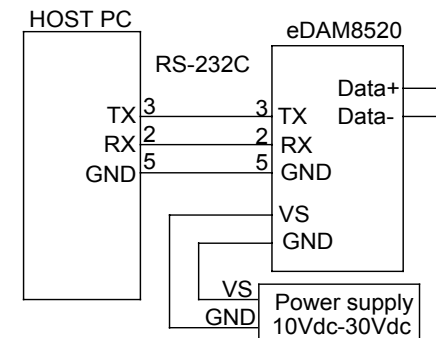 HOST PC
eDAM8520
RS-232C
Data+
TX 3 3 TX Data-
RX 2 2 RX
GND 5 5 GND
VS
GND
VS
GND
Power supply
10Vdc-30Vdc